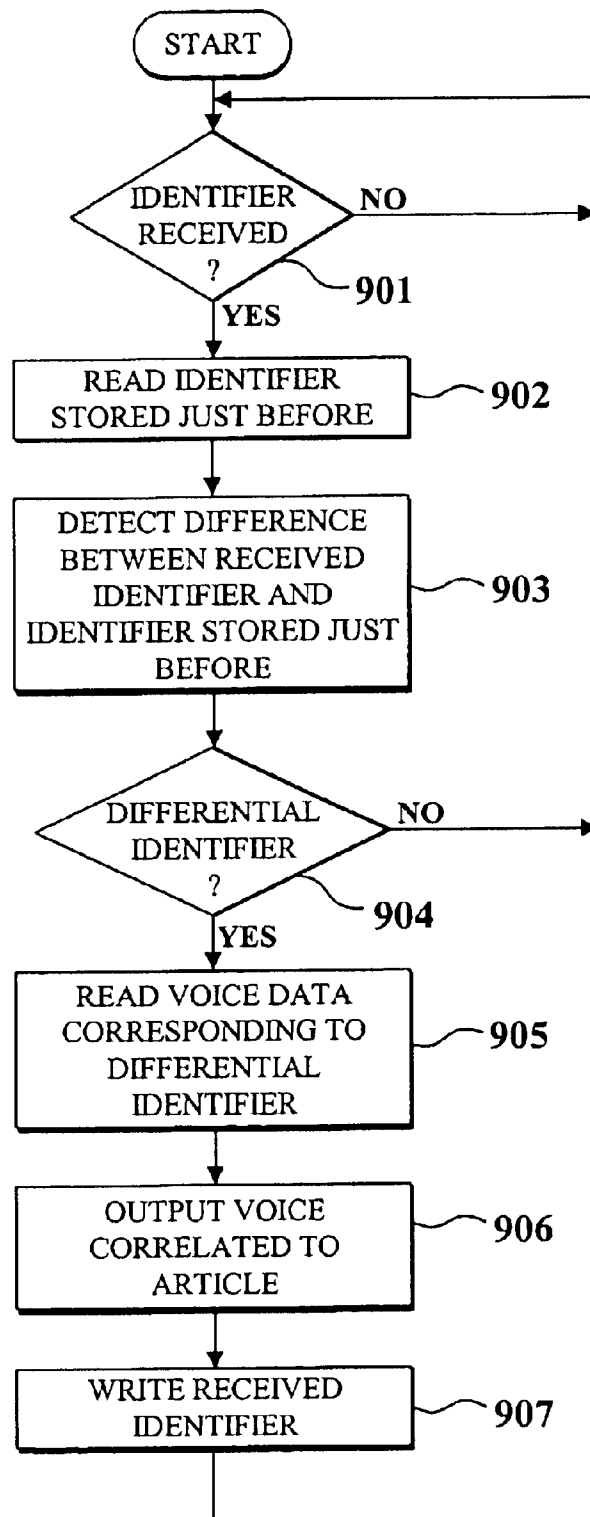 START
IDENTIFIER
RECEIVED
?
NO
901
YES
READ IDENTIFIER
STORED JUST BEFORE
902
DETECT DIFFERENCE
BETWEEN RECEIVED
IDENTIFIER AND
IDENTIFIER STORED JUST
BEFORE
903
DIFFERENTIAL
IDENTIFIER
?
NO
904
YES
READ VOICE DATA
CORRESPONDING TO
DIFFERENTIAL
IDENTIFIER
905
OUTPUT VOICE
CORRELATED TO
ARTICLE
906
WRITE RECEIVED
IDENTIFIER
907